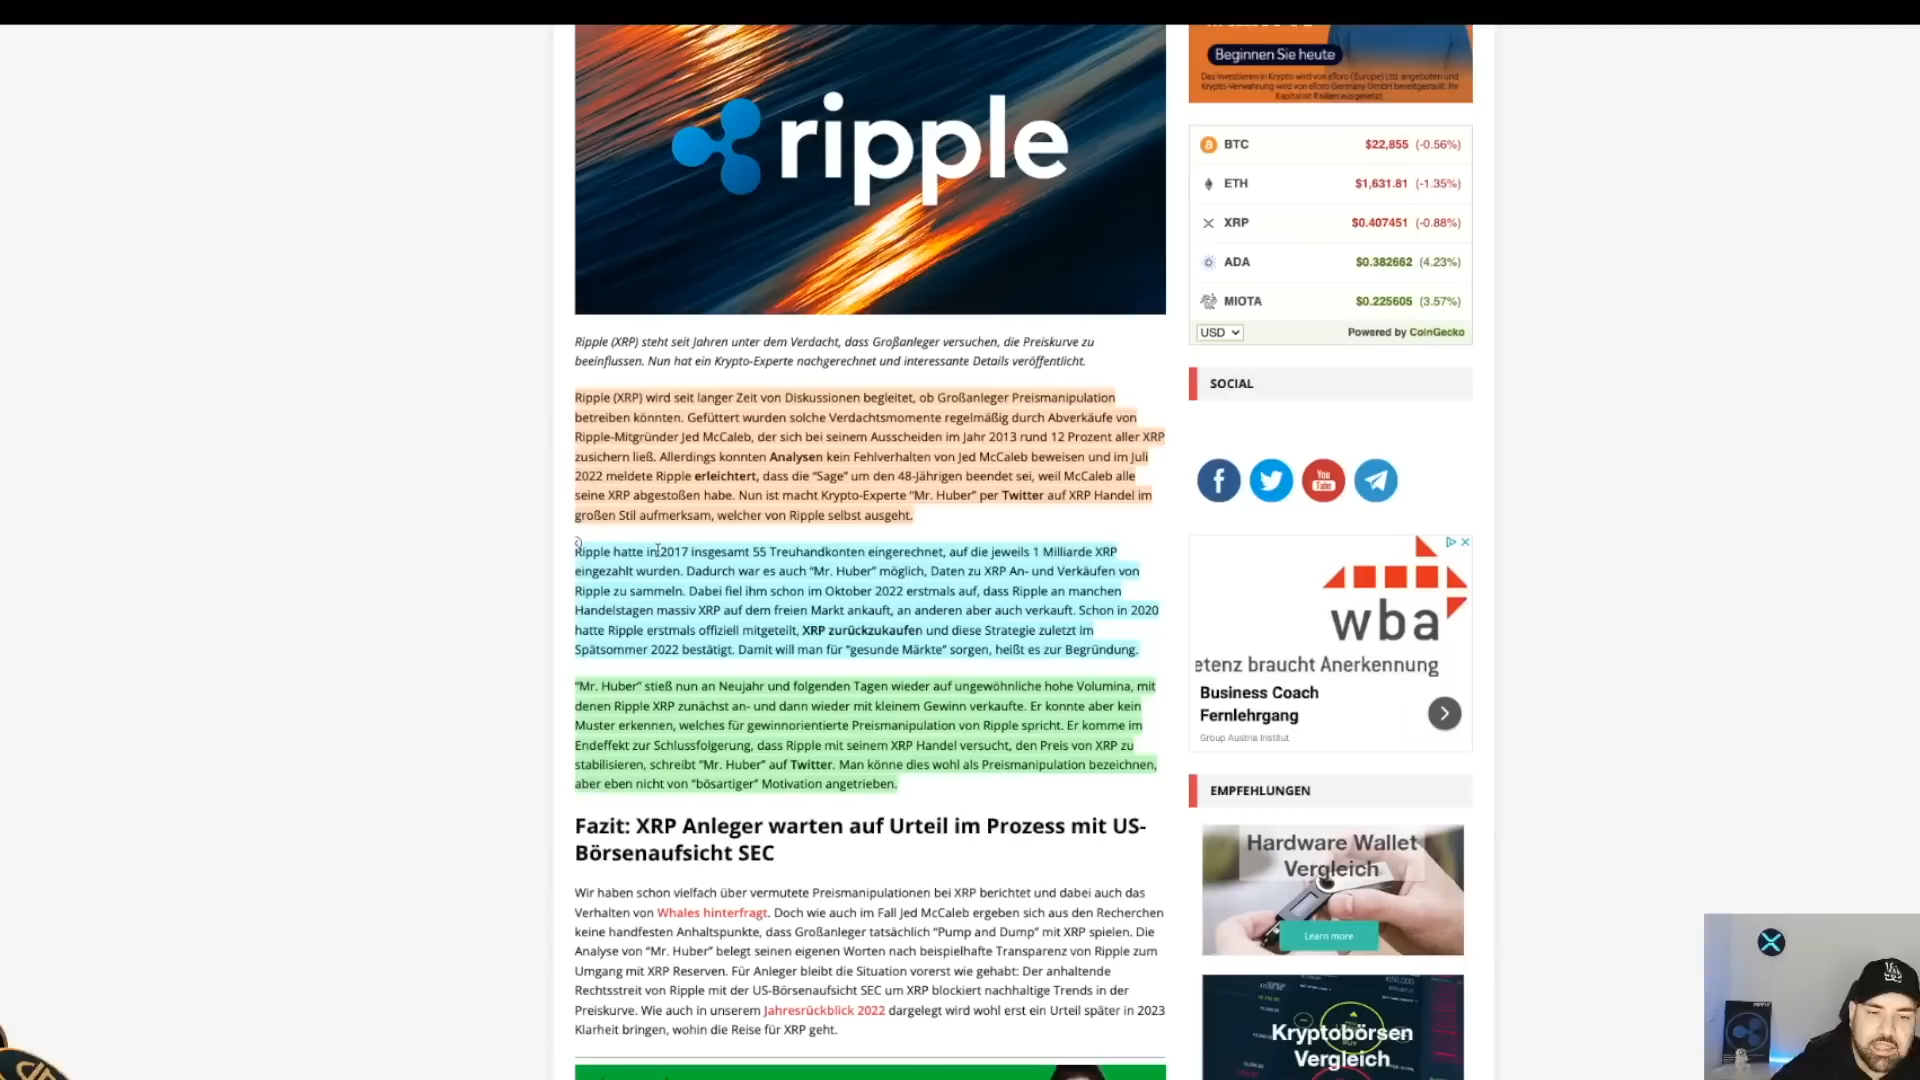 ripple
Ripple (XRP) steht seit Jahren unter dem Verdacht, dass Großanleger versuchen, die Preiskurve zu
beeinflussen. Nun hat ein Krypto-Experte nachgerechnet und interessante Details veröffentlicht.
Ripple (XRP) wird seit langer Zeit von Diskussionen begleitet, ob Großanleger Preismanipulation
betreiben könnten. Gefüttert wurden solche Verdachtsmomente regelmäßig durch Abverkäufe von
Ripple-Mitgründer Jed McCaleb, der sich bei seinem Ausscheiden im Jahr 2013 rund 12 Prozent aller XRP
zusichern ließ. Allerdings konnten Analysen kein Fehlverhalten von Jed McCaleb beweisen und im Juli
2022 meldete Ripple erleichtert, dass die "Sage" um den 48-Jährigen beendet sei, weil McCaleb alle
seine XRP abgestoßen habe. Nun ist macht Krypto-Experte "Mr. Huber" per Twitter auf XRP Handel im
großen Stil aufmerksam, welcher von Ripple selbst ausgeht.
Ripple hatte in 2017 insgesamt 55 Treuhandkonten eingerechnet, auf die jeweils 1 Milliarde XRP
eingezahlt wurden. Dadurch war es auch "Mr. Huber" möglich, Daten zu XRP An- und Verkäufen von
Ripple zu sammeln. Dabei fiel ihm schon im Oktober 2022 erstmals auf, dass Ripple an manchen
Handelstagen massiv XRP auf dem freien Markt ankauft, an anderen aber auch verkauft. Schon in 2020
hatte Ripple erstmals offiziell mitgeteilt, XRP zurückzukaufen und diese Strategie zuletzt im
Spätsommer 2022 bestätigt. Damit will man für "gesunde Märkte" sorgen, heißt es zur Begründung.
"Mr. Huber" stieß nun an Neujahr und folgenden Tagen wieder auf ungewöhnliche hohe Volumina, mit
denen Ripple XRP zunächst an- und dann wieder mit kleinem Gewinn verkaufte. Er konnte aber kein
Muster erkennen, welches für gewinnorientierte Preismanipulation von Ripple spricht. Er komme im
Endeffekt zur Schlussfolgerung, dass Ripple mit seinem XRP Handel versucht, den Preis von XRP zu
stabilisieren, schreibt "Mr. Huber" auf Twitter. Man könne dies wohl als Preismanipulation bezeichnen,
aber eben nicht von "bösartiger" Motivation angetrieben.
Fazit: XRP Anleger warten auf Urteil im Prozess mit US-
Börsenaufsicht SEC
Wir haben schon vielfach über vermutete Preismanipulationen bei XRP berichtet und dabei auch das
Verhalten von Whales hinterfragt. Doch wie auch im Fall Jed McCaleb ergeben sich aus den Recherchen
keine handfesten Anhaltspunkte, dass Großanleger tatsächlich "Pump and Dump" mit XRP spielen. Die
Analyse von "Mr. Huber" belegt seinen eigenen Worten nach beispielhafte Transparenz von Ripple zum
Umgang mit XRP Reserven. Für Anleger bleibt die Situation vorerst wie gehabt: Der anhaltende
Rechtsstreit von Ripple mit der US-Börsenaufsicht SEC um XRP blockiert nachhaltige Trends in der
Preiskurve. Wie auch in unserem Jahresrückblick 2022 dargelegt wird wohl erst ein Urteil später in 2023
Klarheit bringen, wohin die Reise für XRP geht.
Beginnen Sie heute
Das Investieren in Krypto wird von eToro (Europe) Ltd. angeboten und
Krypto-Verwahrung wird von eToro Germany GmbH bereitgestellt. Ihr
Kapital ist Risiken ausgesetzt.
BTC $22,855 (-0.56%)
ETH $1,631.81 (-1.35%)
XRP $0.407451 (-0.88%)
ADA $0.382662 (4.23%)
MIOTA $0.225605 (3.57%)
USD Powered by CoinGecko
SOCIAL
You
Tube
wba
etenz braucht Anerkennung
Business Coach
Fernlehrgang
Group Austria Institut
EMPFEHLUNGEN
Hardware Wallet
Vergleich
Learn more
Kryptobörsen
Vergleich